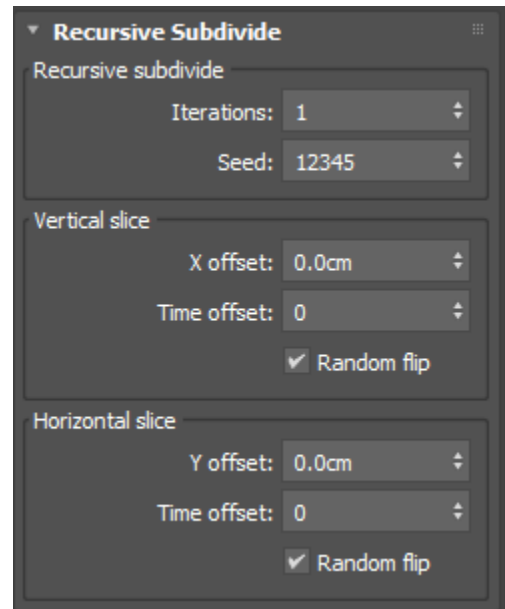 Recursive Subdivide
Recursive subdivide
Iterations: 1
Seed: 12345
Vertical slice
X offset: 0.0cm
Time offset: 0
Random flip
Horizontal slice
Y offset: 0.0cm
Time offset: 0
Random flip